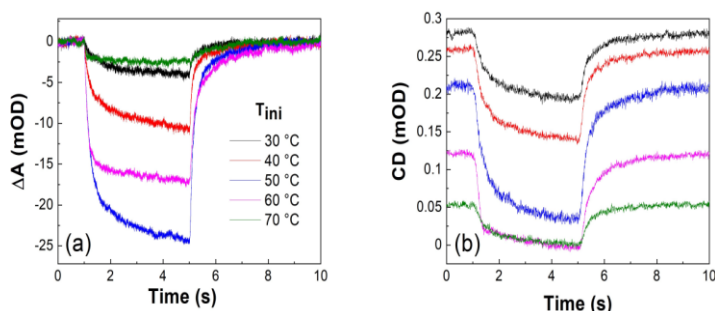 0
-5
-10
-15
-20
-25
ΔA (mOD)
T_ini
30 °C
40 °C
50 °C
60 °C
70 °C
(a)
0 2 4 6 8 10
Time (s)
0.3
0.25
0.2
0.15
0.1
0.05
0
CD (mOD)
(b)
0 2 4 6 8 10
Time (s)